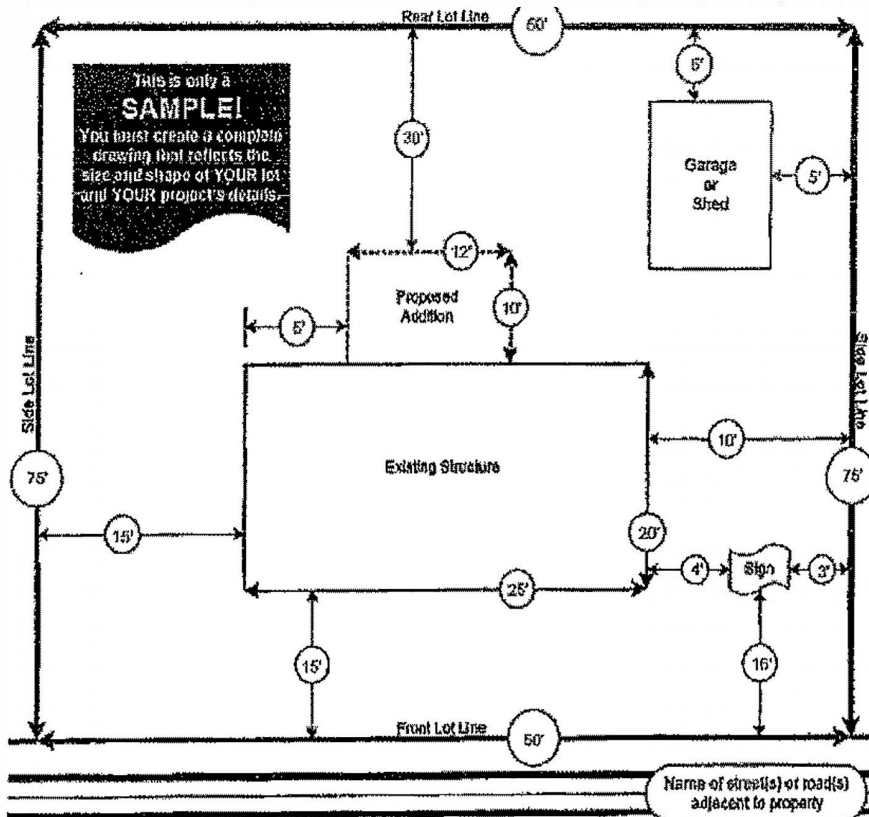 Rear Lot Line
50'
This is only a
SAMPLE!
You must create a complete
drawing that reflects the
size and shape of YOUR lot
and YOUR project's details.
30'
Garage
or
Shed
5'
12'
Proposed
Addition
10'
Side Lot Line
Side Lot Line
10'
Existing Structure
75'
75'
15'
20'
4'
Sign
3'
25'
15'
16'
Front Lot Line
50'
Name of street(s) or road(s)
adjacent to property